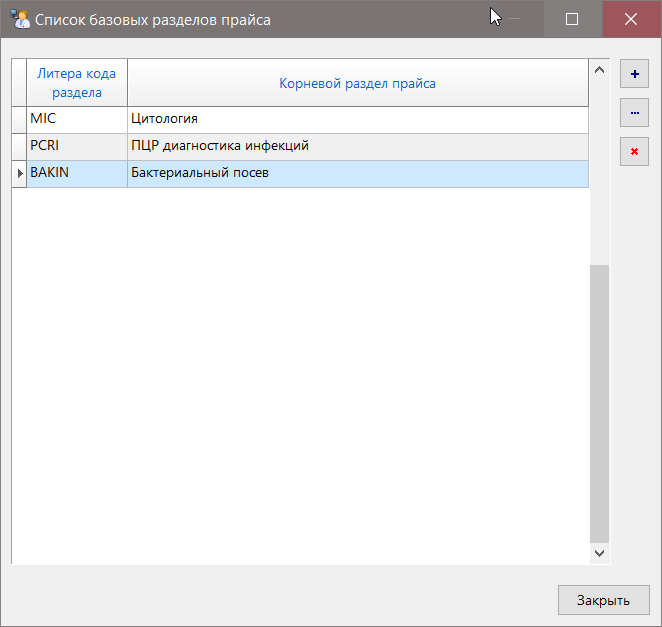 Список базовых разделов прайса
Литера кода
раздела
Корневой раздел прайса
MIC Цитология
PCRI ПЦР диагностика инфекций
BAKIN Бактериальный посев
Закрыть